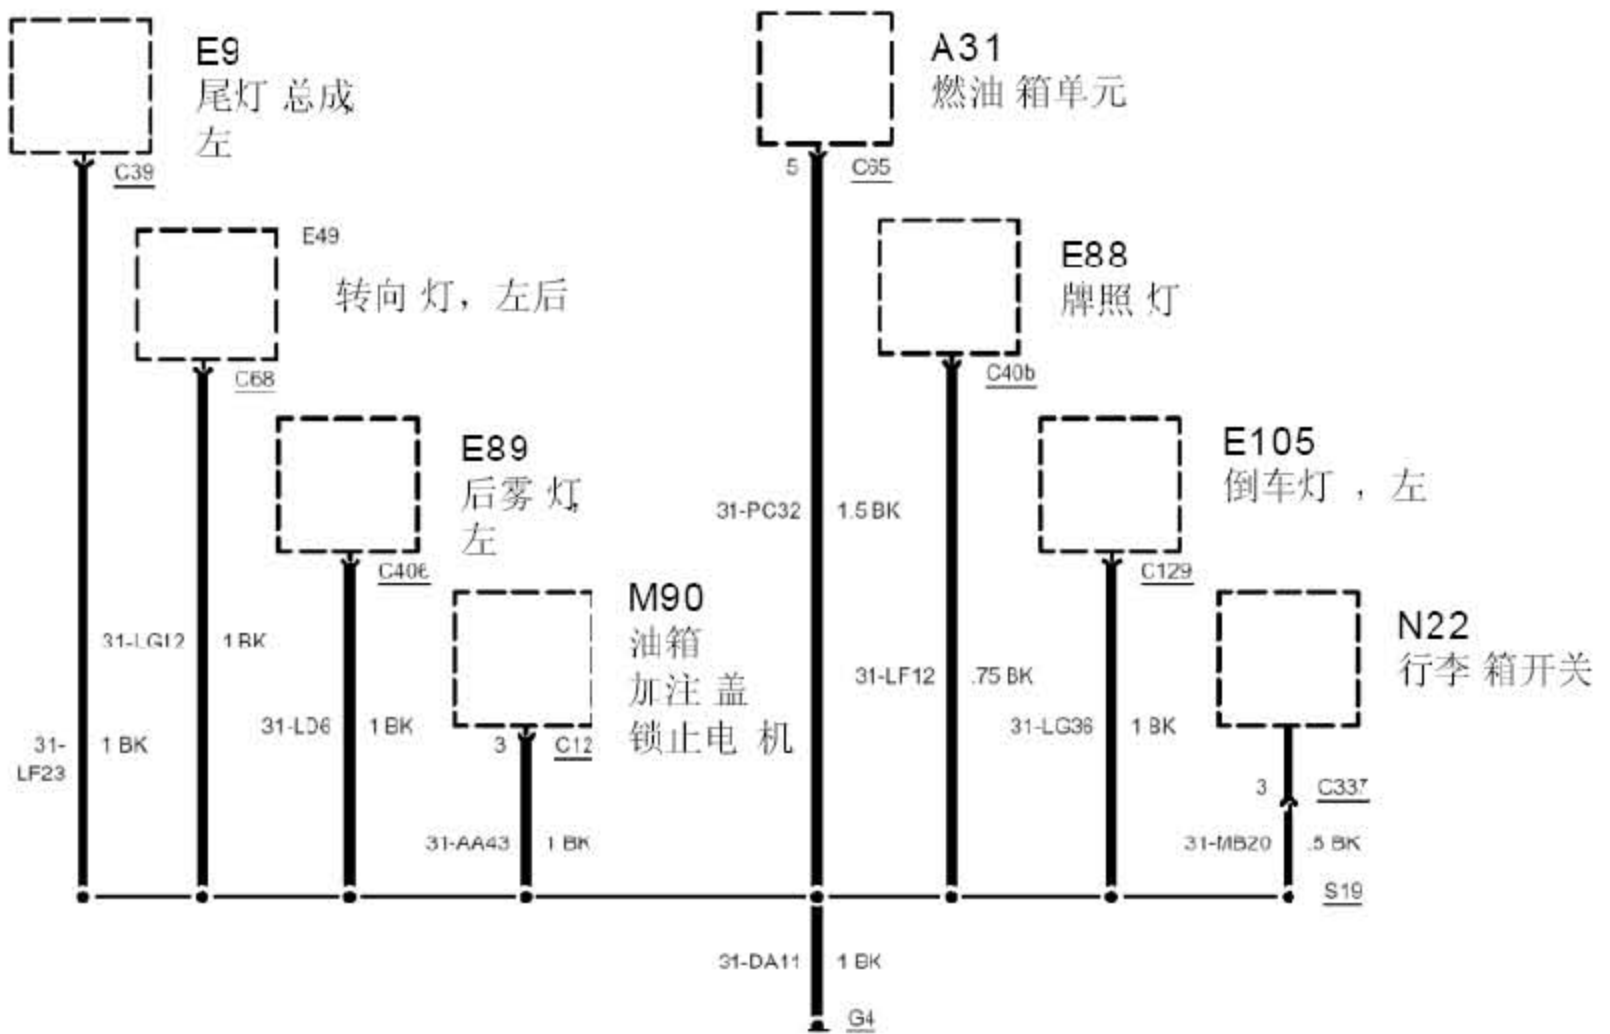 E9
尾灯 总成,
左
C39
A31
燃油 箱单元
5
C65
E49
转向 灯，左后
C68
E88
牌照 灯
C40b
E89
后雾 灯,
左
C406
E105
倒车灯 ，左
C129
31-PC32
1.5 BK
M90
油箱
加注 盖
锁止电 机
3
C12
N22
行李 箱开关
3
C337
31-LG12
1 BK
31-LF12
.75 BK
31-LD6
1 BK
31-LG36
1 BK
31-
LF23
1 BK
31-AA43
1 BK
31-MB20
.5 BK
S19
31-DA11
1 BK
G4